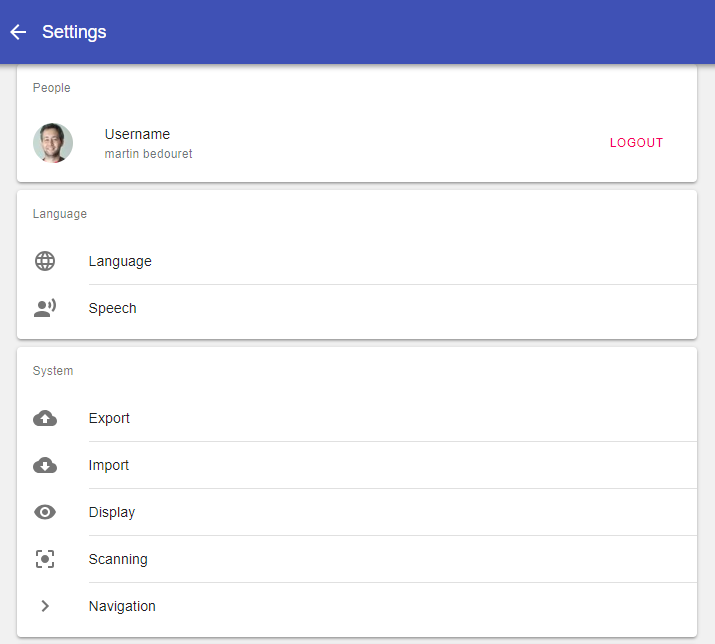 Settings
People
Username
martin bedouret
LOGOUT
Language
Language
Speech
System
Export
Import
Display
Scanning
Navigation